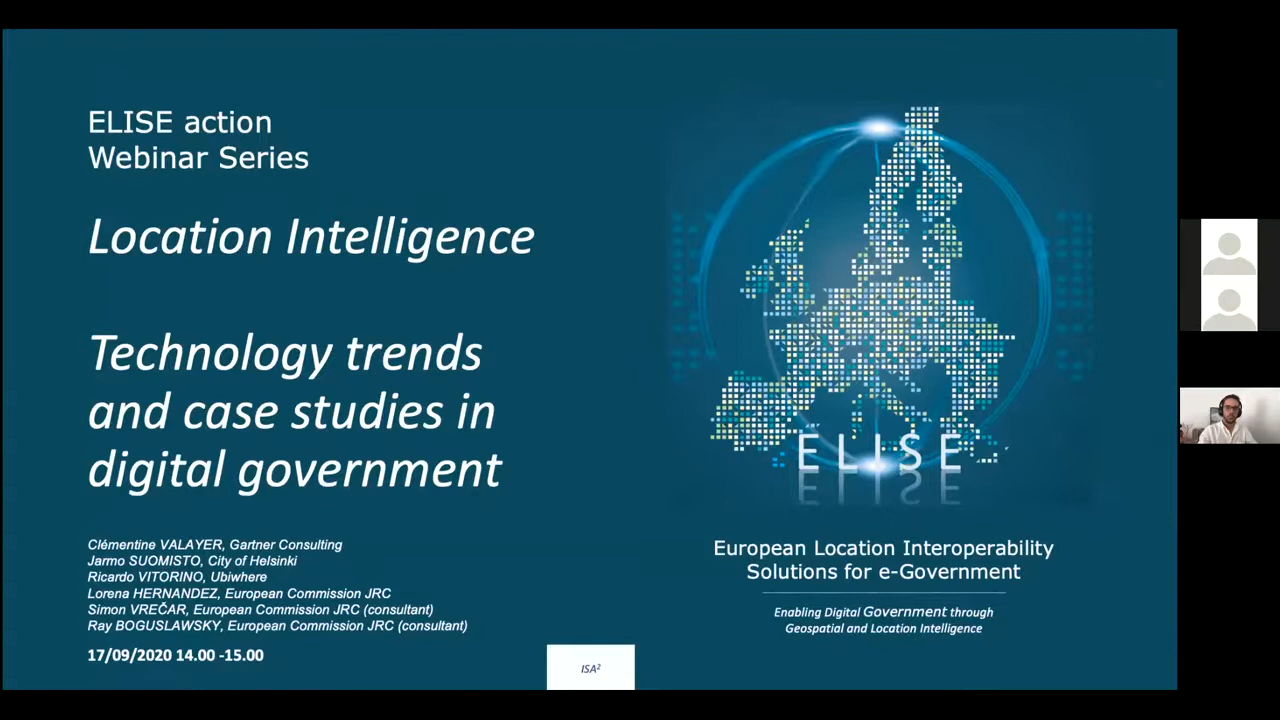 ELISE action
Webinar Series
Location Intelligence
Technology trends
and case studies in
digital government
Clémentine VALAYER, Gartner Consulting
Jarmo SUOMISTO, City of Helsinki
Ricardo VITORINO, Ubiwhere
Lorena HERNANDEZ, European Commission JRC
Simon VREČAR, European Commission JRC (consultant)
Ray BOGUSLAWSKY, European Commission JRC (consultant)
17/09/2020 14.00 -15.00
ELISE
European Location Interoperability
Solutions for e-Government
Enabling Digital Government through
Geospatial and Location Intelligence
ISA²